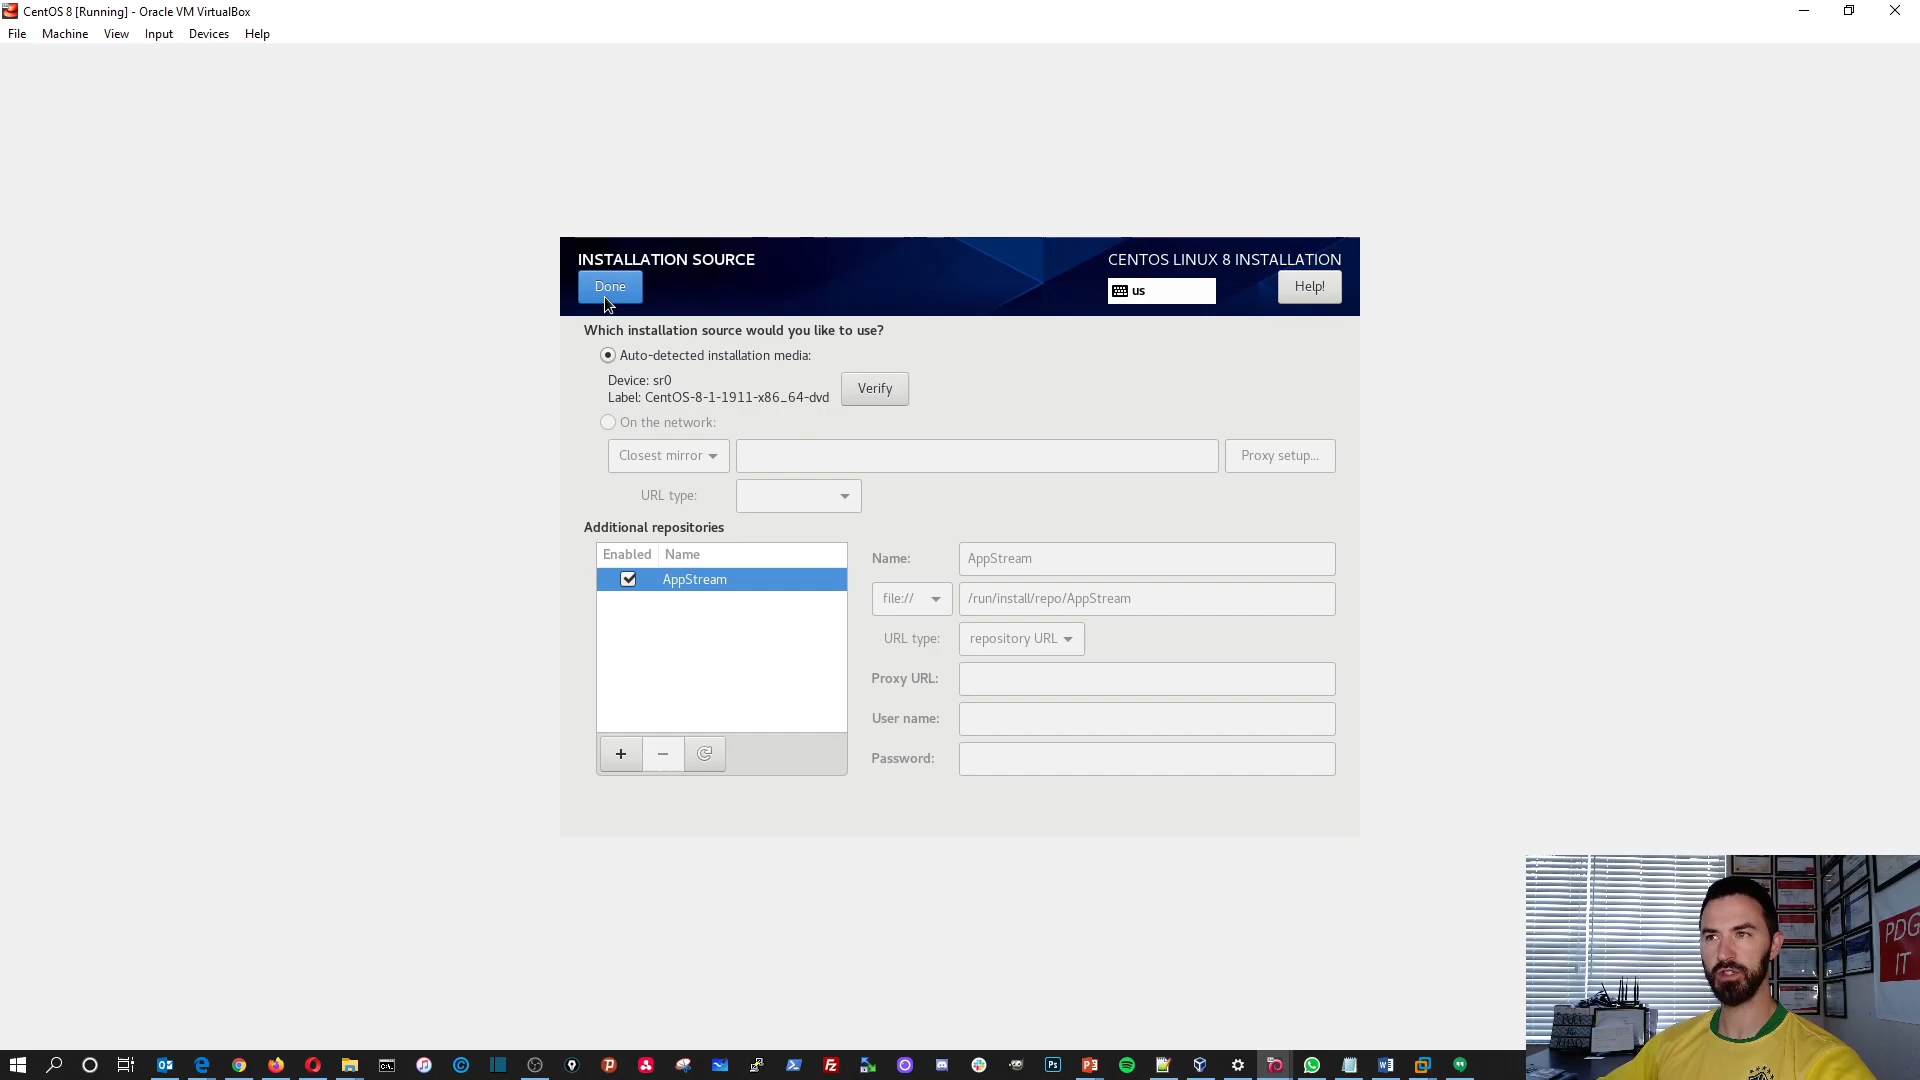 CentOS 8 [Running] - Oracle VM VirtualBox
File Machine View Input Devices Help
INSTALLATION SOURCE
CENTOS LINUX 8 INSTALLATION
Done
us
Help!
Which installation source would you like to use?
Auto-detected installation media:
Device: sr0
Label: CentOS-8-1-1911-x86_64-dvd
Verify
On the network:
Closest mirror
Proxy setup...
URL type:
Additional repositories
Enabled Name
AppStream
Name: AppStream
file:// /run/install/repo/AppStream
URL type: repository URL
Proxy URL:
User name:
Password:
PDG
IT